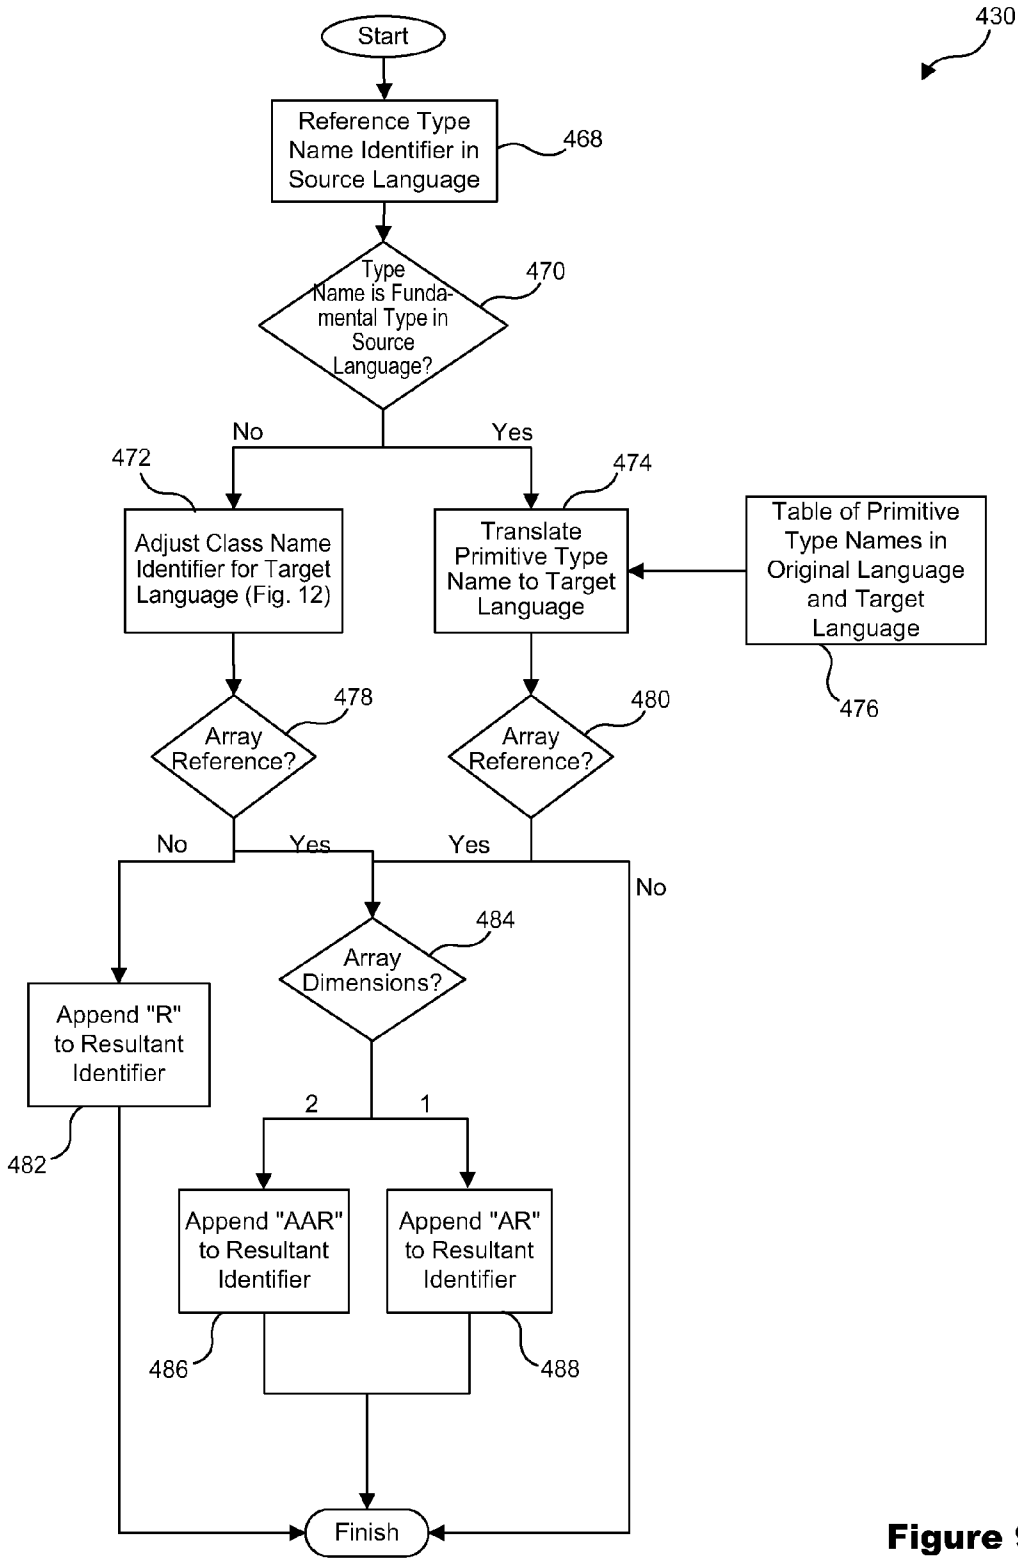 430
Start
Reference Type
Name Identifier in
Source Language
468
Type
Name is Funda-
mental Type in
Source
Language?
470
No
Yes
472
474
Adjust Class Name
Identifier for Target
Language (Fig. 12)
Translate
Primitive Type
Name to Target
Language
Table of Primitive
Type Names in
Original Language
and Target
Language
476
478
480
Array
Reference?
Array
Reference?
No
Yes
Yes
No
484
Array
Dimensions?
Append "R"
to Resultant
Identifier
482
2
1
Append "AAR"
to Resultant
Identifier
Append "AR"
to Resultant
Identifier
486
488
Finish
Figure